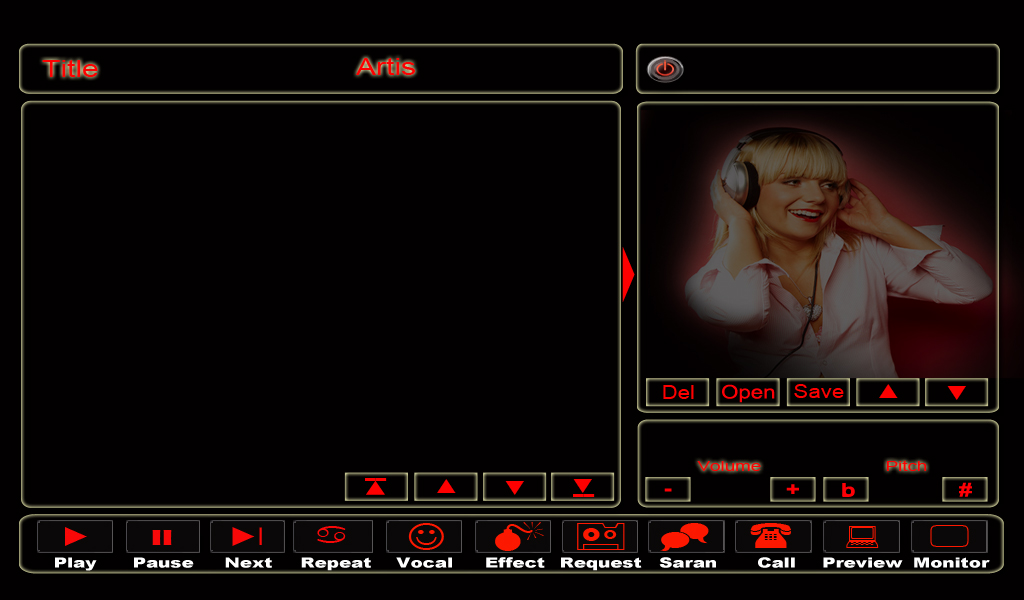 Title Artis
Del Open Save
Volume Pitch
- + b #
Play Pause Next Repeat Vocal Effect Request Saran Call Preview Monitor